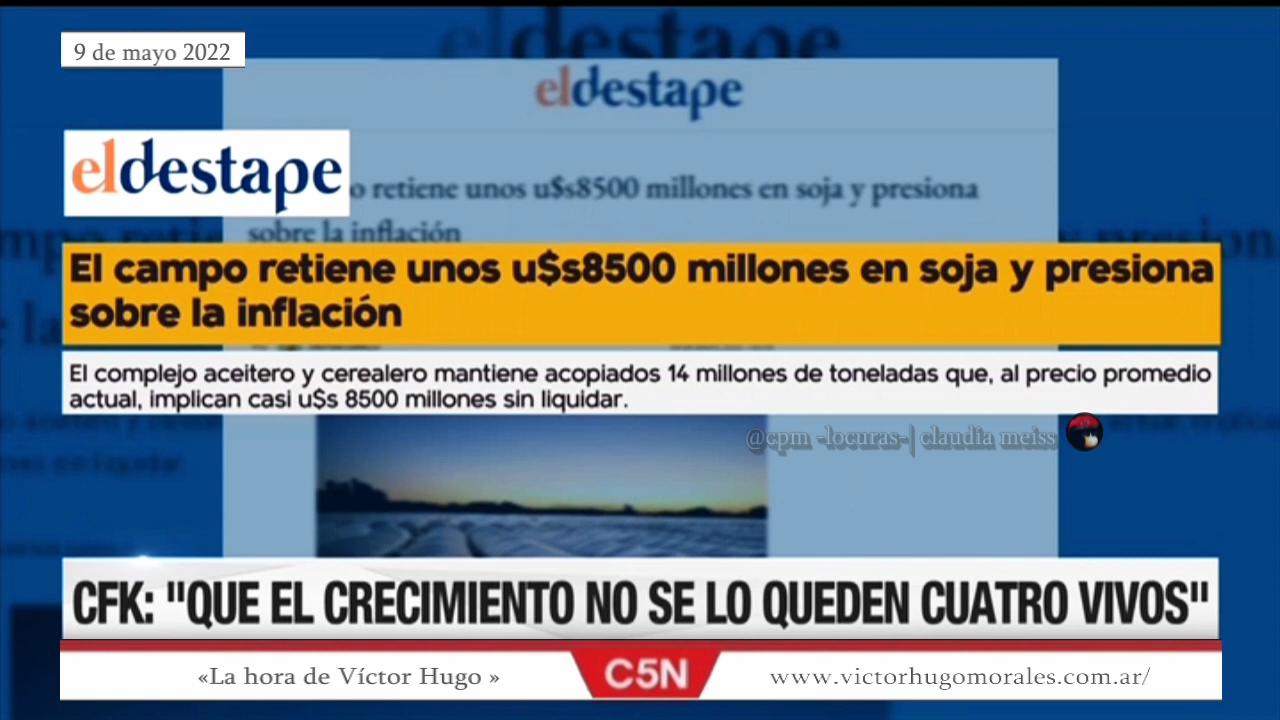 eldestape
9 de mayo 2022
eldestape
eldestape
o retiene unos u$s8500 millones en soja y presiona
sobre la inflación
El campo retiene unos u$s8500 millones en soja y presiona
sobre la inflación
El complejo aceitero y cerealero mantiene acopiados 14 millones de toneladas que, al precio promedio
actual, implican casi u$s 8500 millones sin liquidar.
@cpm -locuras-| claudia meiss
CFK: "QUE EL CRECIMIENTO NO SE LO QUEDEN CUATRO VIVOS"
«La hora de Víctor Hugo » C5N www.victorhugomorales.com.ar/